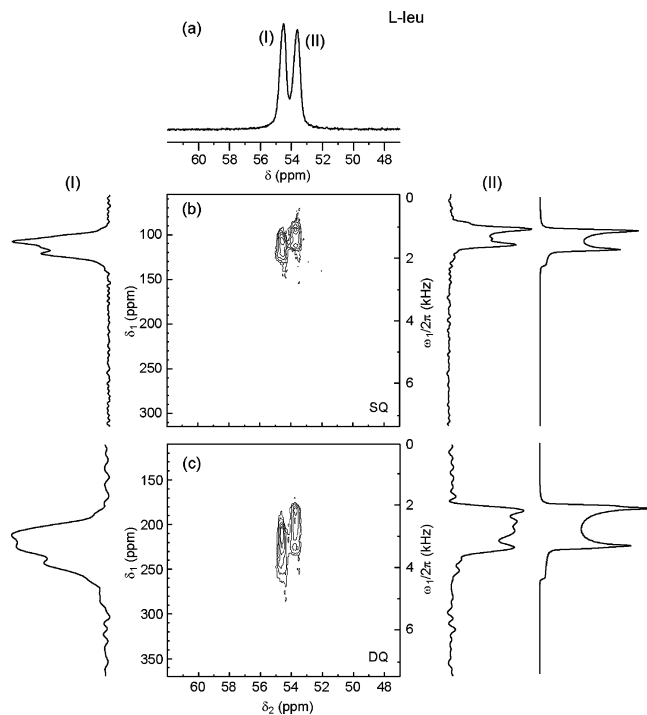 L-leu
(a)
(I)
(II)
60 58 56 54 52 50 48
δ (ppm)
(I)
(II)
(b)
100
150
200
250
300
δ1 (ppm)
0
2
4
6
ω1/2π (kHz)
SQ
(c)
150
200
250
300
350
δ1 (ppm)
0
2
4
6
ω1/2π (kHz)
DQ
60 58 56 54 52 50 48
δ2 (ppm)